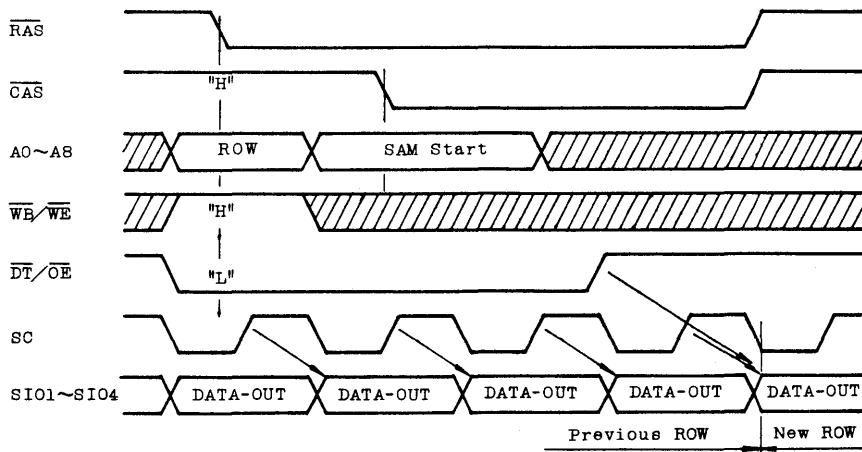 RAS
CAS "H"
A0~A8 ROW SAM Start
WB/WE "H"
DT/OE "L"
SC
SIO1~SIO4 DATA-OUT DATA-OUT DATA-OUT DATA-OUT DATA-OUT
Previous ROW New ROW